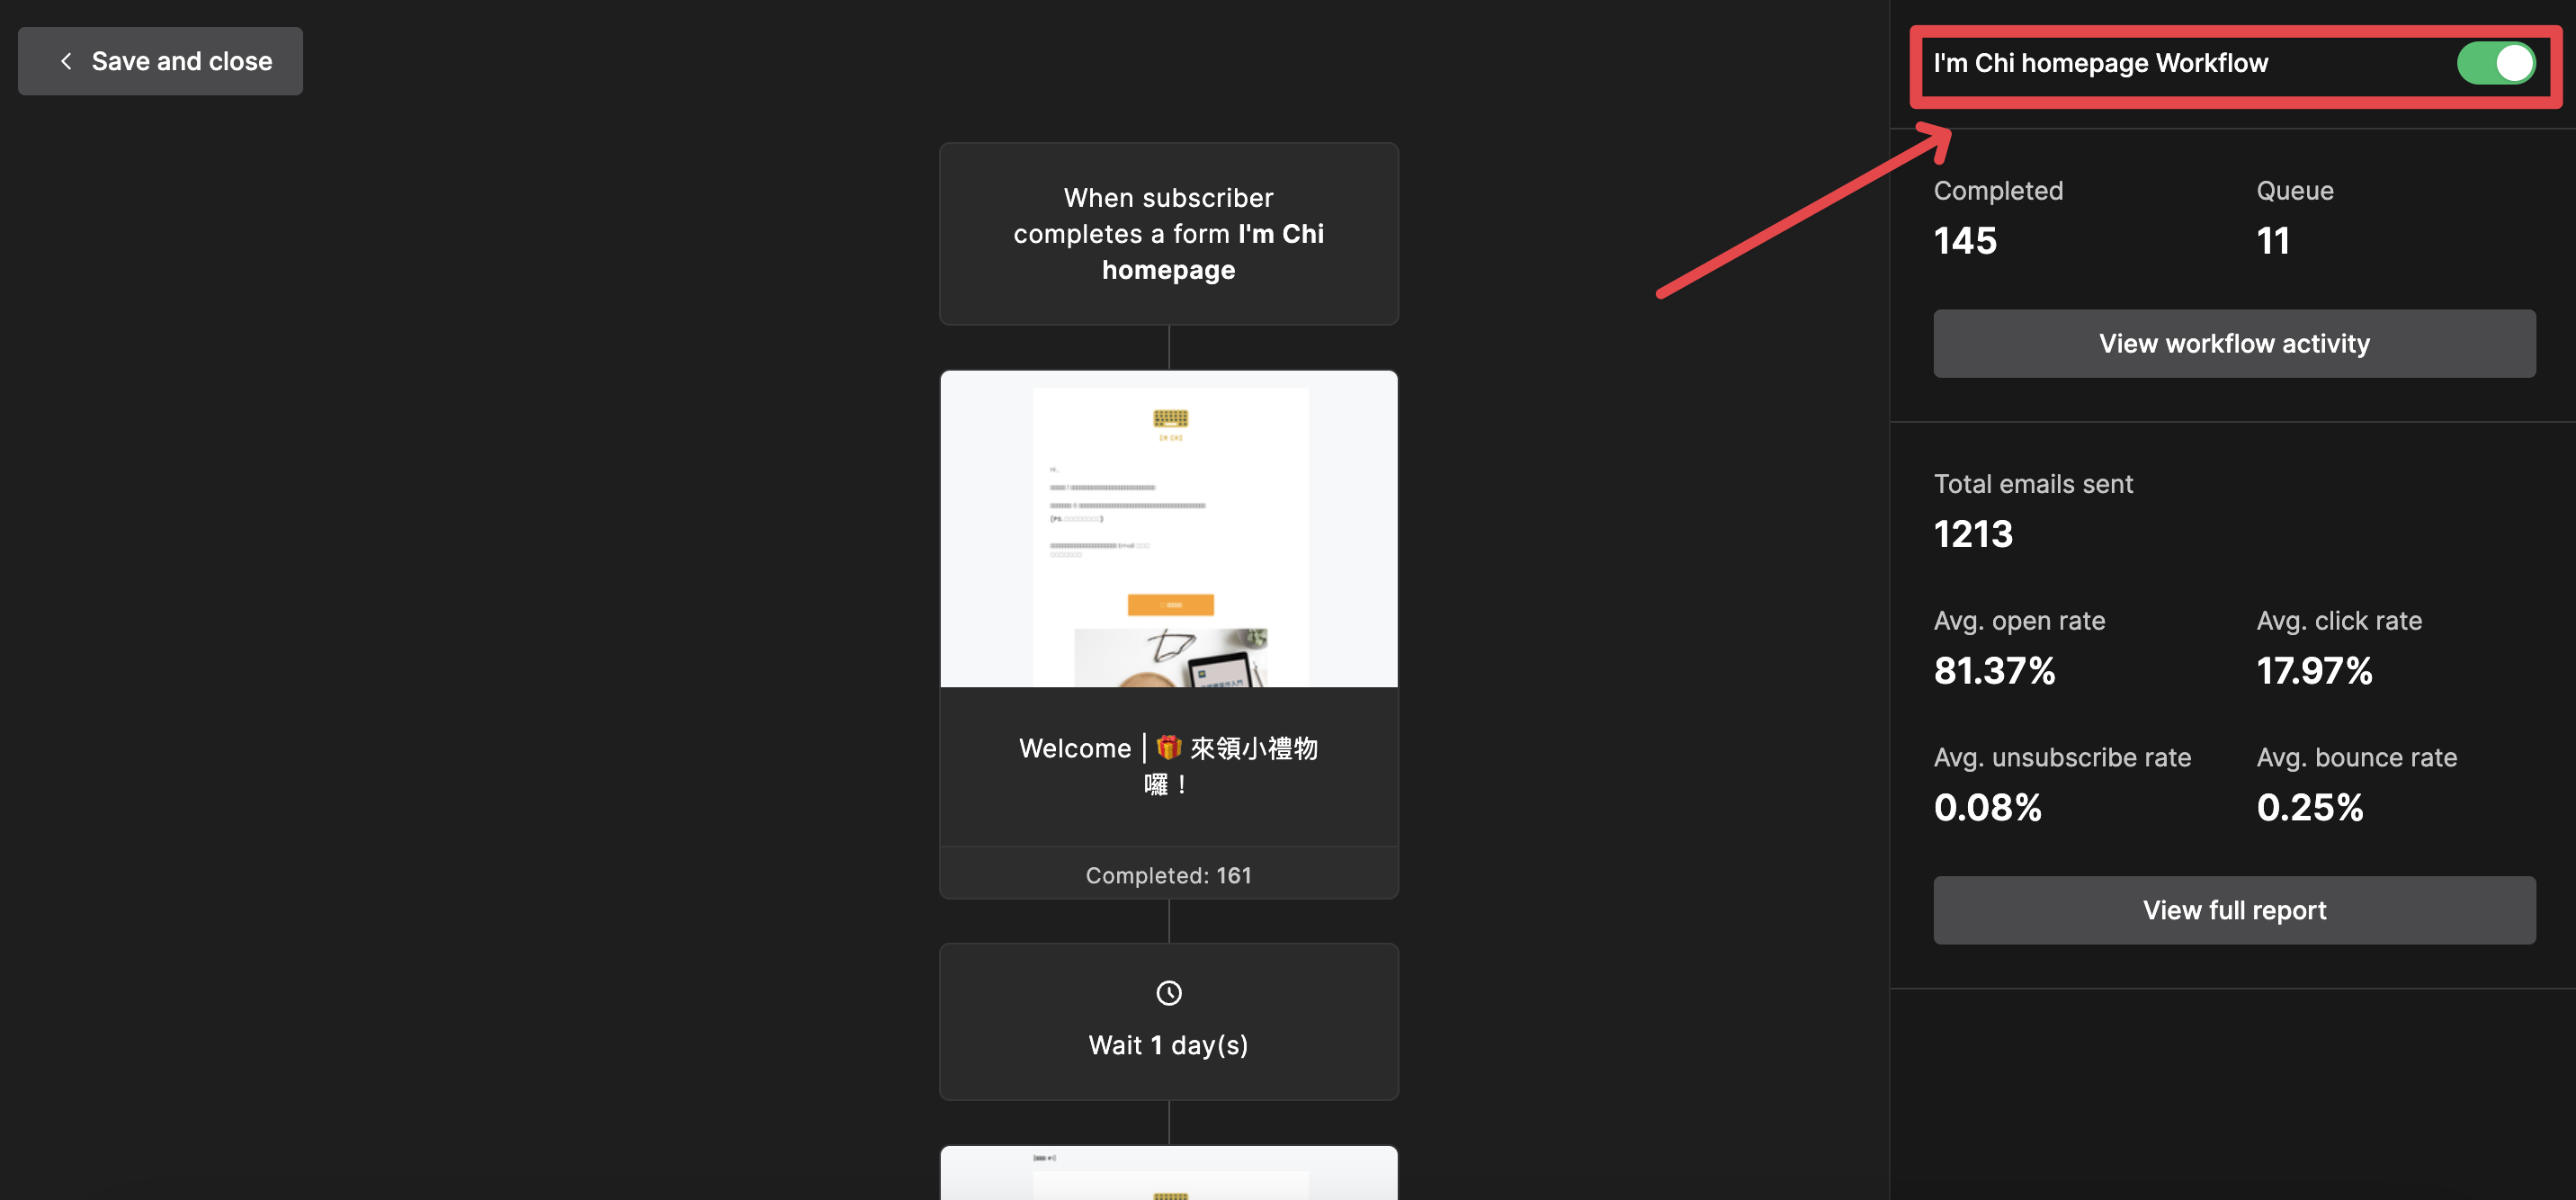 Save and close
When subscriber
completes a form I'm Chi
homepage
I'M CHI
Hi,
Welcome | 🎁 來領小禮物
囉！
Completed: 161
Wait 1 day(s)
I'm Chi homepage Workflow
Completed
145
Queue
11
View workflow activity
Total emails sent
1213
Avg. open rate
81.37%
Avg. click rate
17.97%
Avg. unsubscribe rate
0.08%
Avg. bounce rate
0.25%
View full report